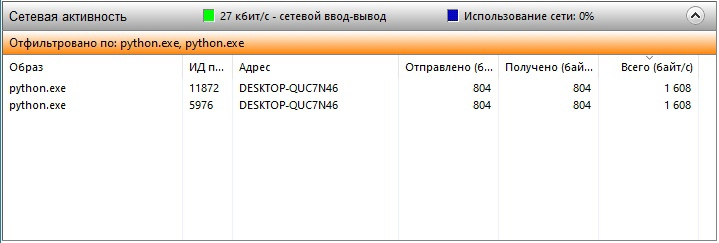 Сетевая активность 27 кбит/с - сетевой ввод-вывод Использование сети: 0%
Отфильтровано по: python.exe, python.exe
Образ ИД п... Адрес Отправлено (б... Получено (бай... Всего (байт/с)
python.exe 11872 DESKTOP-QUC7N46 804 804 1 608
python.exe 5976 DESKTOP-QUC7N46 804 804 1 608